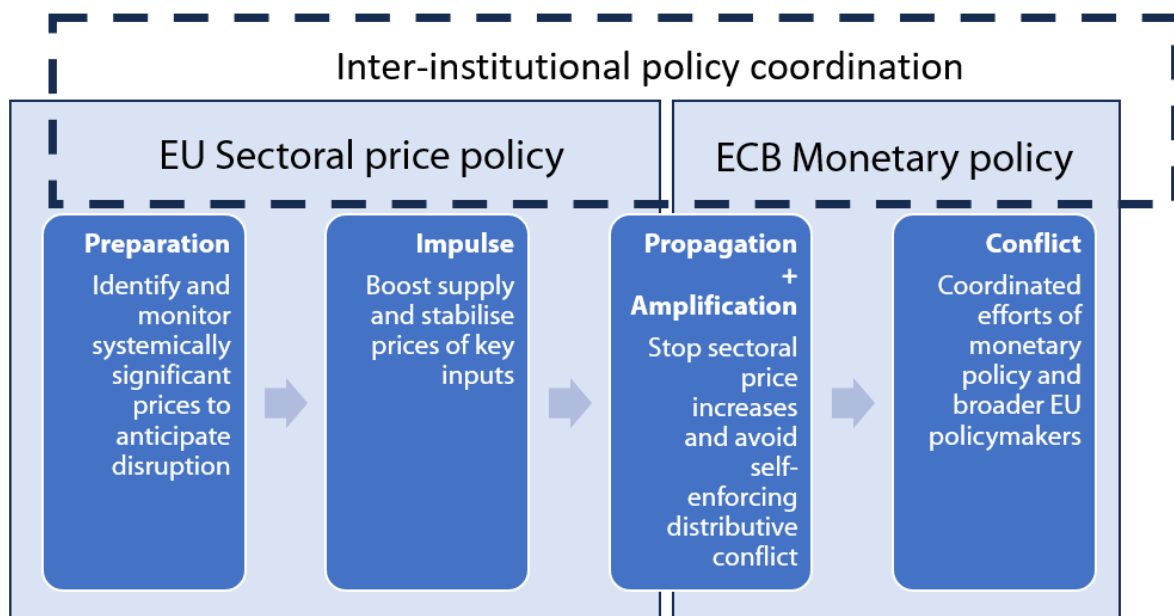 Inter-institutional policy coordination
EU Sectoral price policy
ECB Monetary policy
Preparation
Identify and
monitor
systemically
significant
prices to
anticipate
disruption
Impulse
Boost supply
and stabilise
prices of key
inputs
Propagation
+
Amplification
Stop sectoral
price
increases
and avoid
self-
enforcing
distributive
conflict
Conflict
Coordinated
efforts of
monetary
policy and
broader EU
policymakers